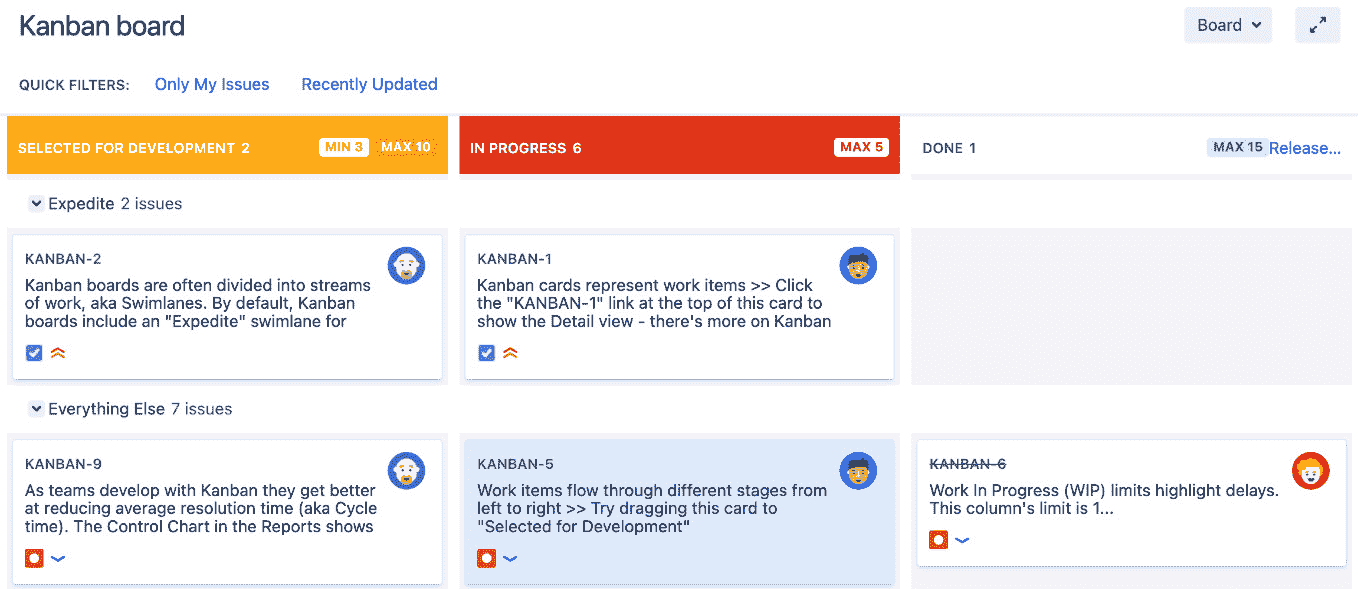 Kanban board
Board
QUICK FILTERS: Only My Issues Recently Updated
SELECTED FOR DEVELOPMENT 2 MIN 3 MAX 10
IN PROGRESS 6 MAX 5
DONE 1 MAX 15 Release...
Expedite 2 issues
KANBAN-2
Kanban boards are often divided into streams
of work, aka Swimlanes. By default, Kanban
boards include an "Expedite" swimlane for
KANBAN-1
Kanban cards represent work items >> Click
the "KANBAN-1" link at the top of this card to
show the Detail view - there's more on Kanban
Everything Else 7 issues
KANBAN-9
As teams develop with Kanban they get better
at reducing average resolution time (aka Cycle
time). The Control Chart in the Reports shows
KANBAN-5
Work items flow through different stages from
left to right >> Try dragging this card to
"Selected for Development"
KANBAN-6
Work In Progress (WIP) limits highlight delays.
This column's limit is 1...